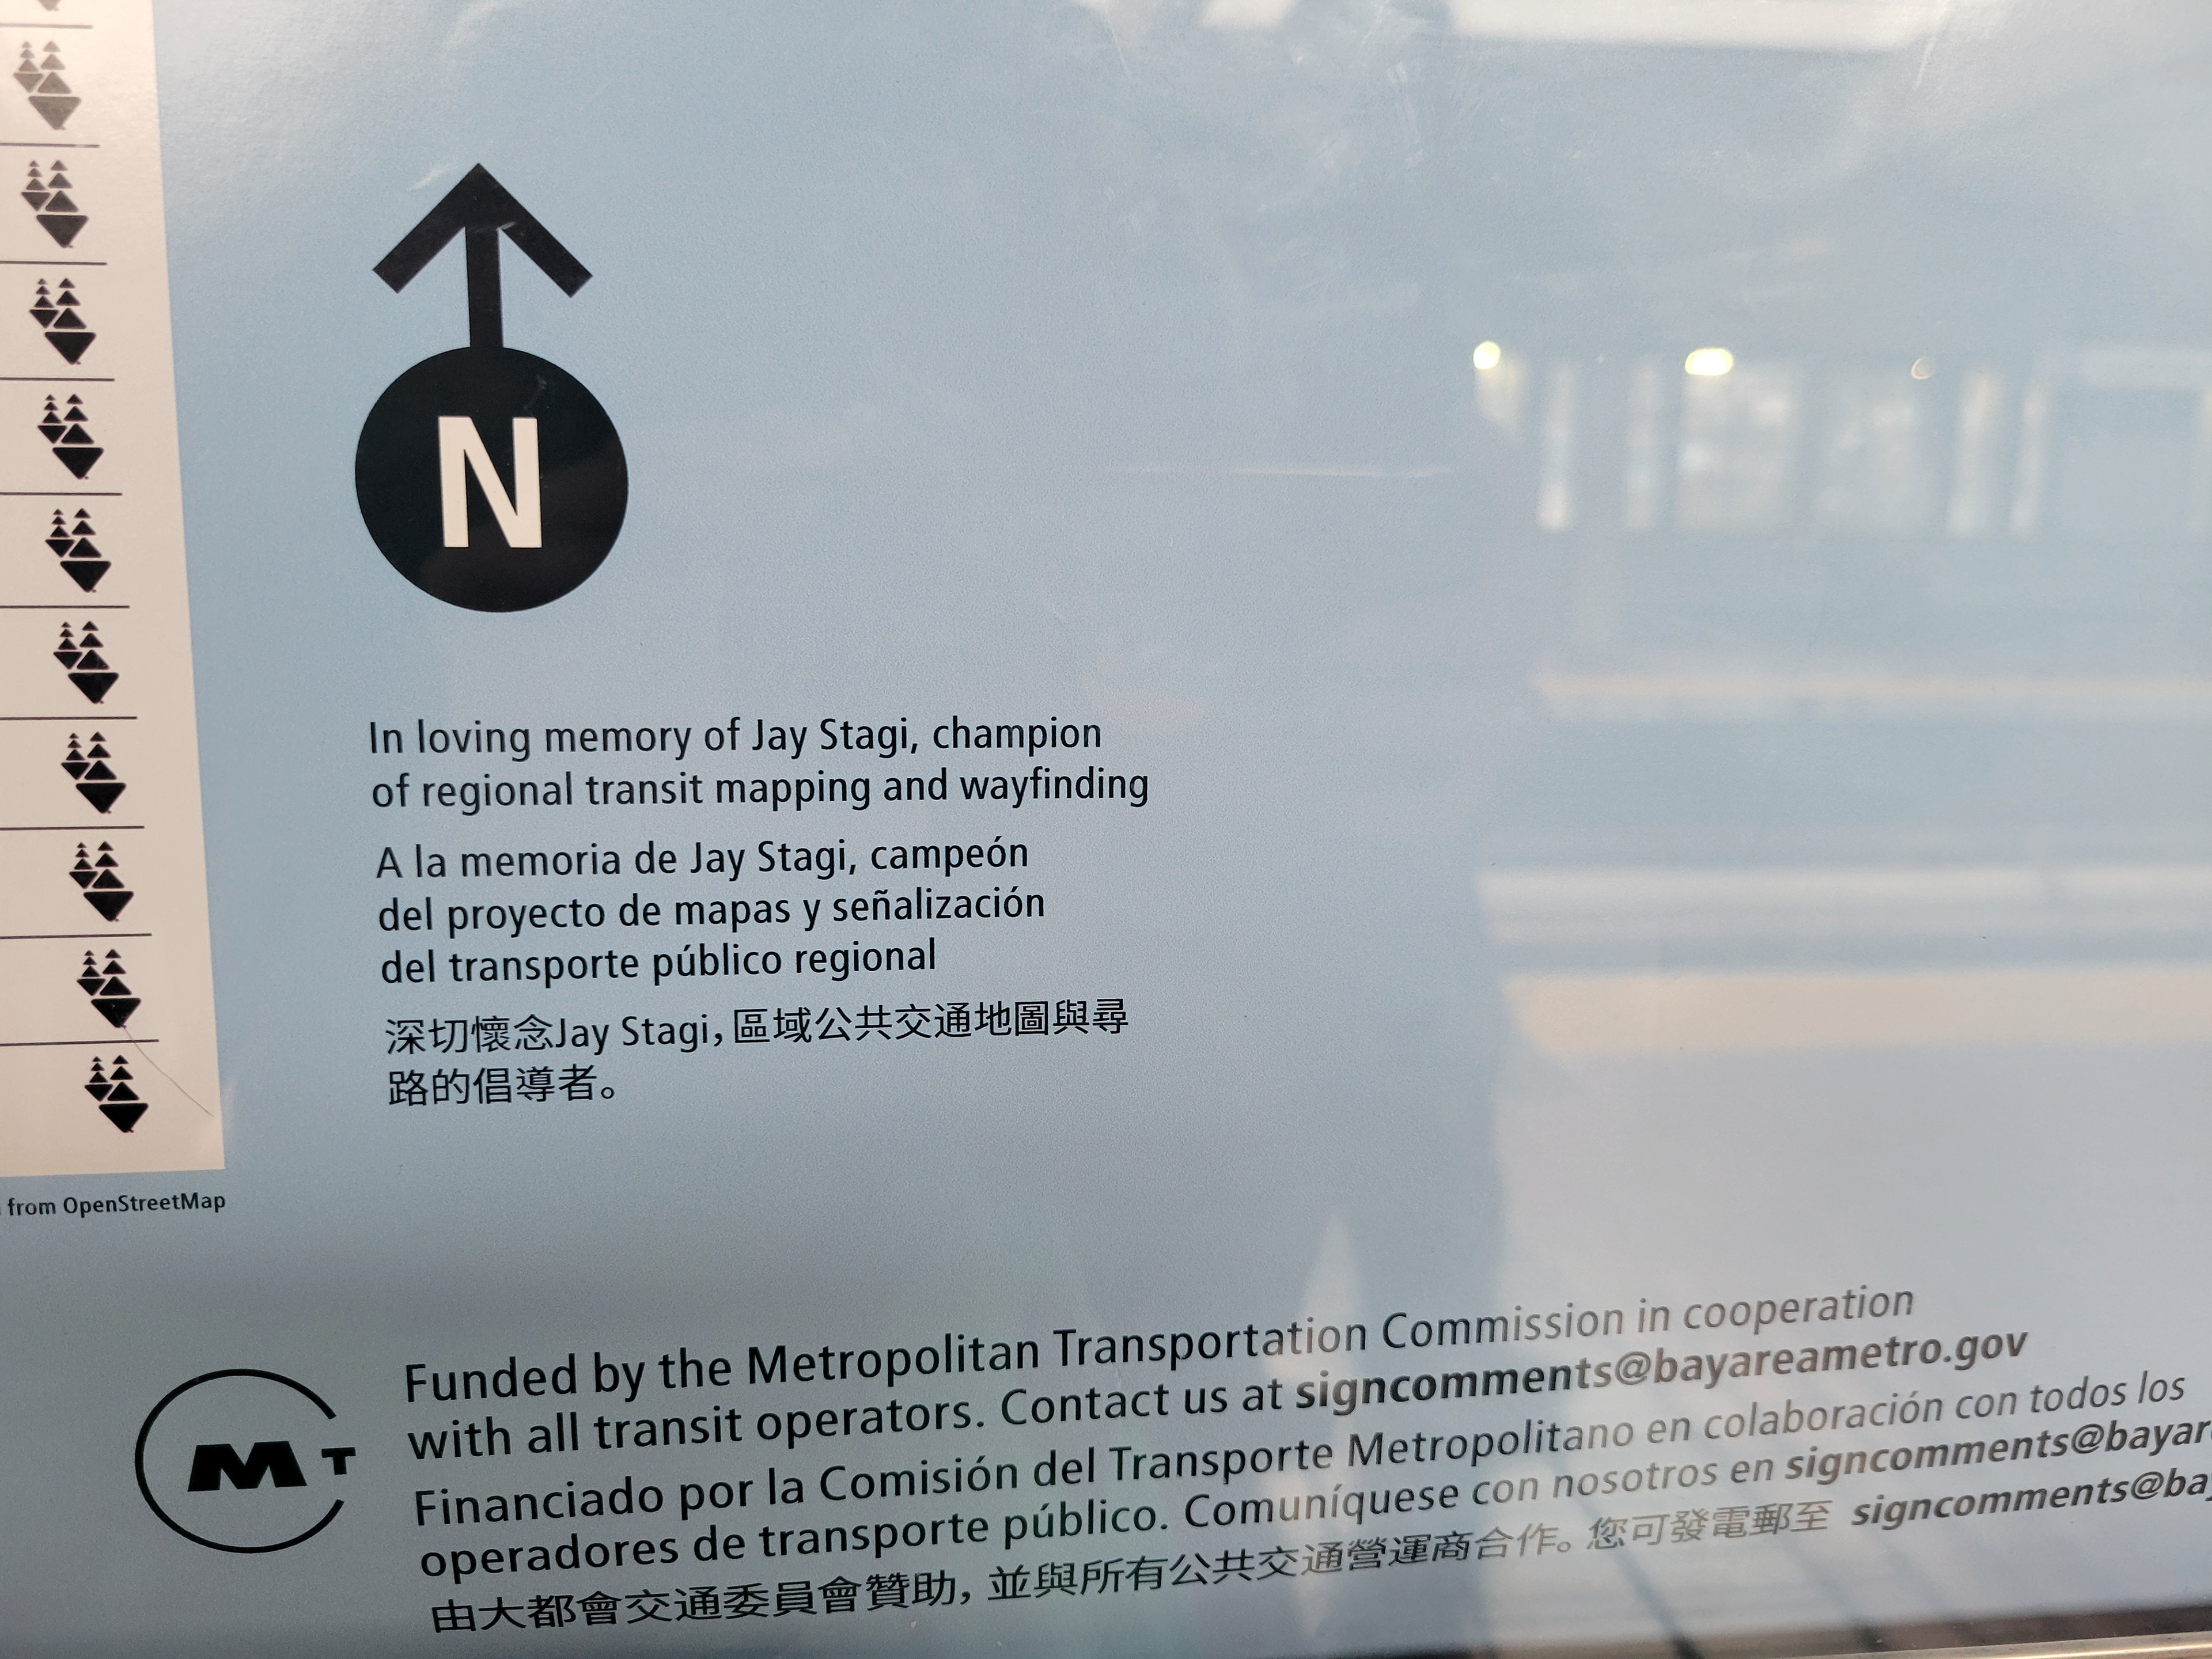 N
In loving memory of Jay Stagi, champion
of regional transit mapping and wayfinding
A la memoria de Jay Stagi, campeón
del proyecto de mapas y señalización
del transporte público regional
深切懷念Jay Stagi，區域公共交通地圖與尋
路的倡導者。
from OpenStreetMap
M T
Funded by the Metropolitan Transportation Commission in cooperation
with all transit operators. Contact us at signcomments@bayareametro.gov
Financiado por la Comisión del Transporte Metropolitano en colaboración con todos los
operadores de transporte público. Comuníquese con nosotros en signcomments@bayar
由大都會交通委員會贊助，並與所有公共交通營運商合作。您可發電郵至 signcomments@ba